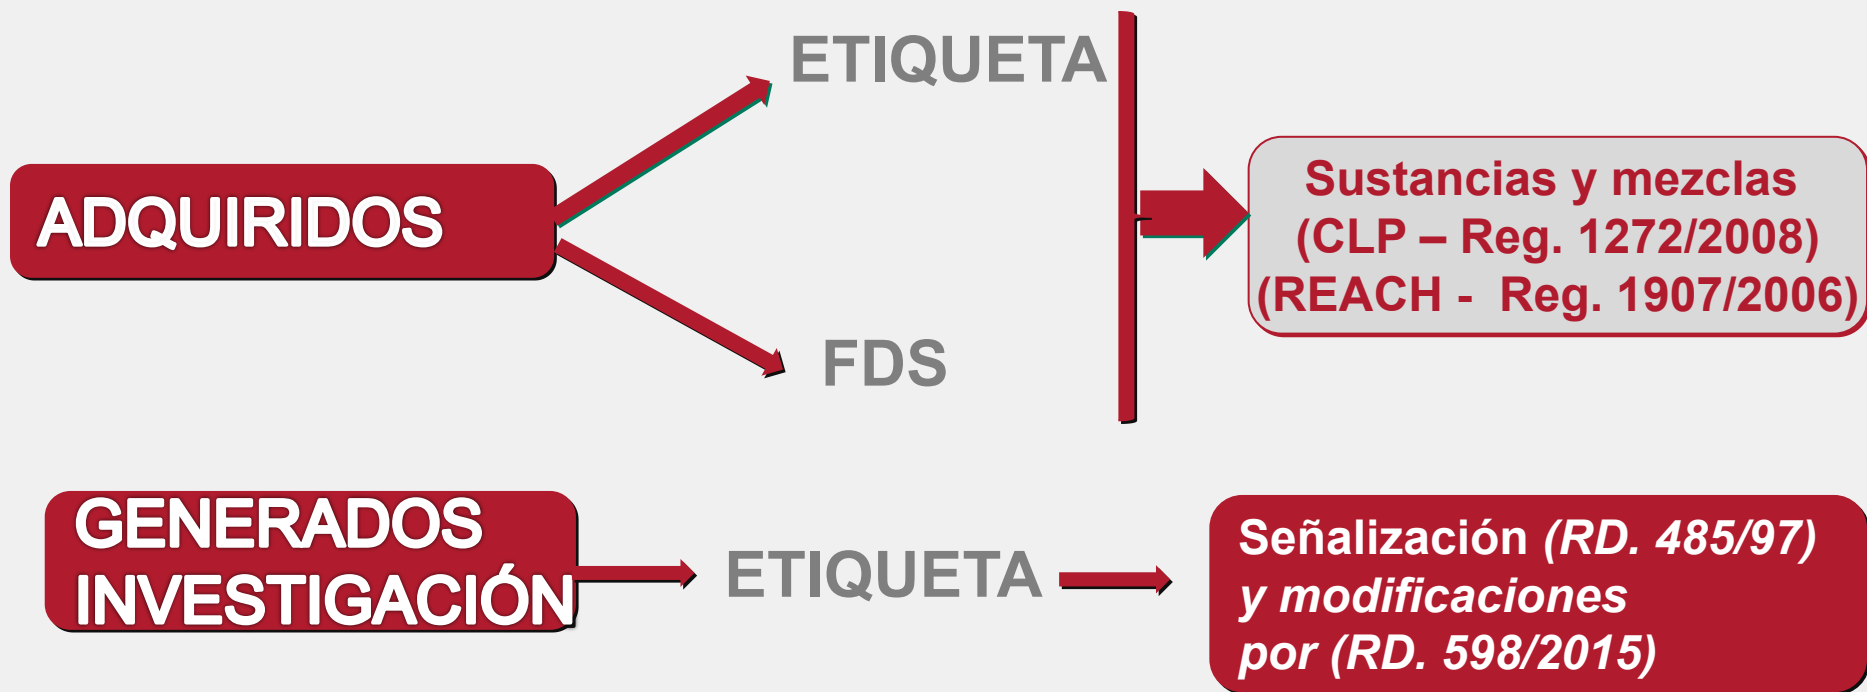 ETIQUETA
ADQUIRIDOS
FDS
Sustancias y mezclas
(CLP – Reg. 1272/2008)
(REACH - Reg. 1907/2006)
GENERADOS
INVESTIGACIÓN
ETIQUETA
Señalización (RD. 485/97)
y modificaciones
por (RD. 598/2015)